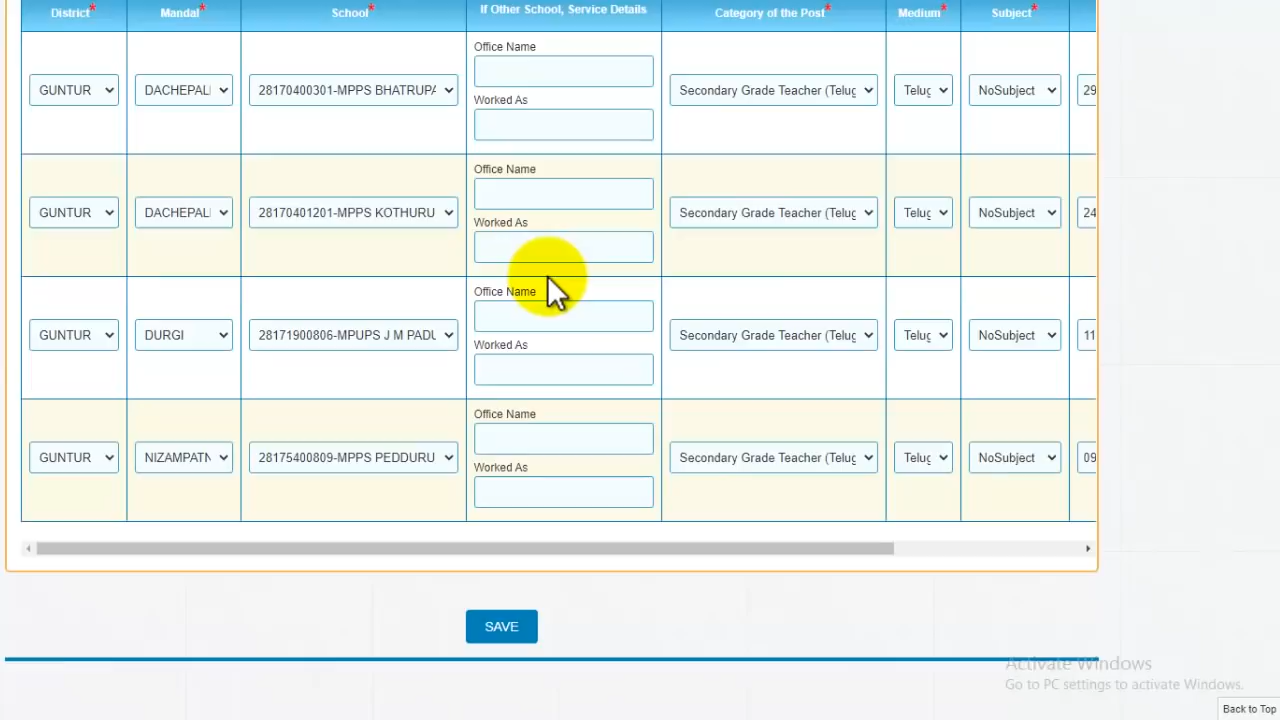 District* Mandal* School* If Other School, Service Details Category of the Post* Medium* Subject*
Office Name
GUNTUR DACHEPALI 28170400301-MPPS BHATRUPA Secondary Grade Teacher (Telug Telug NoSubject 29
Worked As
Office Name
GUNTUR DACHEPALI 28170401201-MPPS KOTHURU Secondary Grade Teacher (Telug Telug NoSubject 24
Worked As
Office Name
GUNTUR DURGI 28171900806-MPUPS J M PADU Secondary Grade Teacher (Telug Telug NoSubject 11
Worked As
Office Name
GUNTUR NIZAMPATN 28175400809-MPPS PEDDURU Secondary Grade Teacher (Telug Telug NoSubject 09
Worked As
SAVE
Activate Windows
Go to PC settings to activate Windows.
Back to Top